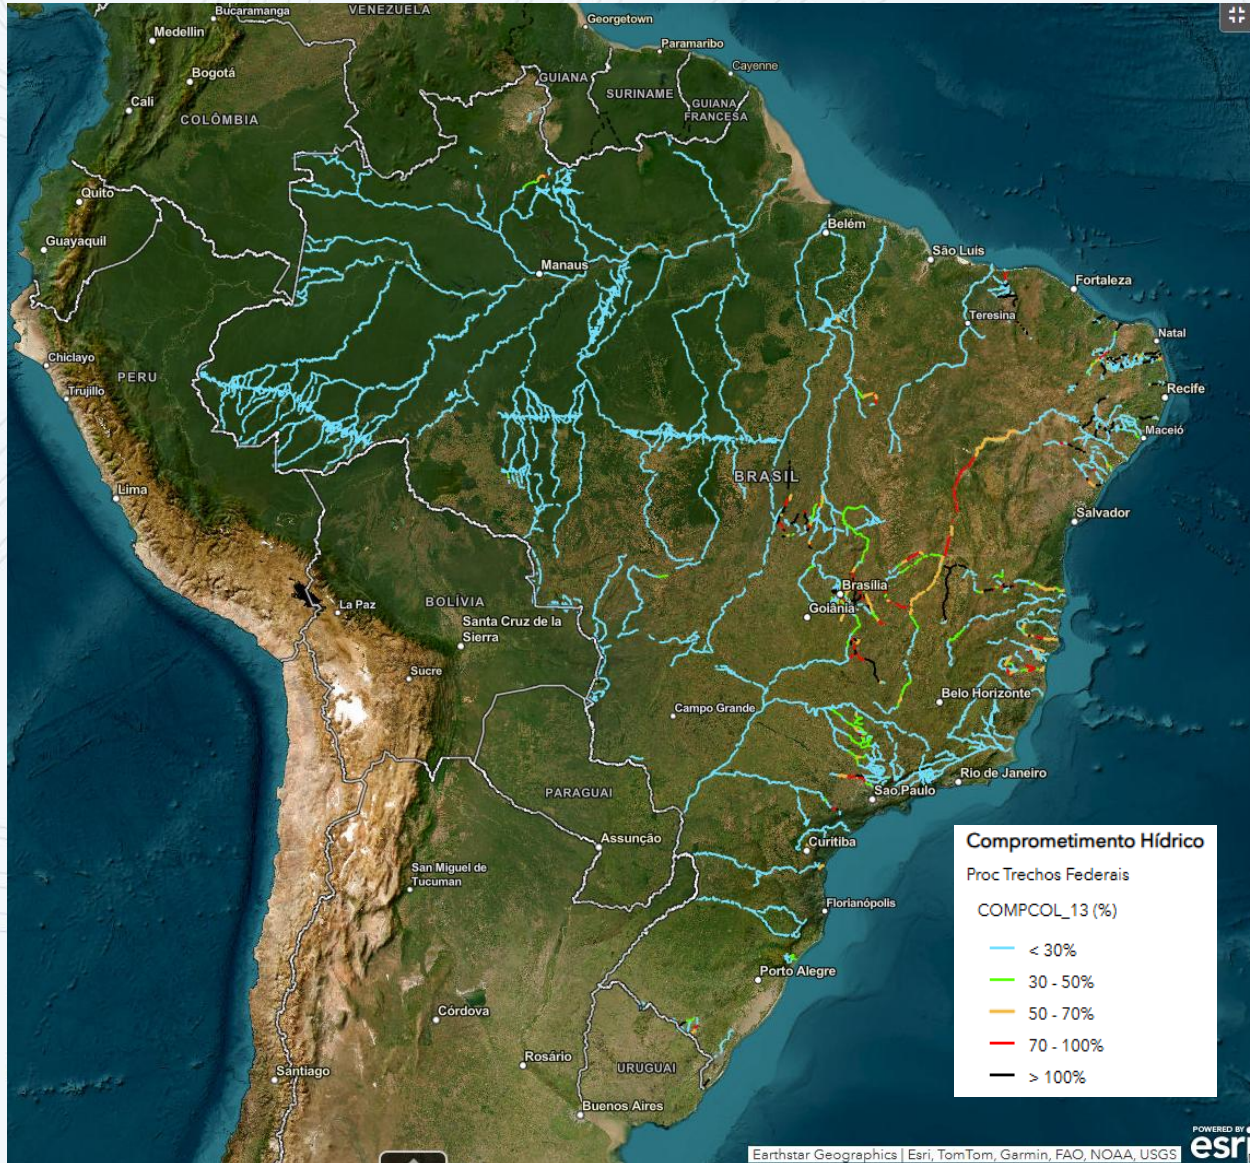 Bucaramanga
VENEZUELA
Medellin
Georgetown
Paramaribo
Bogotá
Cayenne
GUIANA
SURINAME
Cali
GUIANA
FRANCESA
COLÔMBIA
Quito
Belém
Guayaquil
São Luis
Manaus
Fortaleza
Teresina
Natal
Chiclayo
PERU
Trujillo
Recife
Maceió
BRASIL
Lima
Salvador
Brasília
La Paz
BOLÍVIA
Goiânia
Santa Cruz de la
Sierra
Sucre
Belo Horizonte
Campo Grande
Rio de Janeiro
PARAGUAI
Sao Paulo
Assunção
Curitiba
San Miguel de
Tucuman
Florianópolis
Porto Alegre
Córdova
Rosário
URUGUAI
Santiago
Buenos Aires
Comprometimento Hídrico
Proc Trechos Federais
COMPCOL_13 (%)
< 30%
30 - 50%
50 - 70%
70 - 100%
> 100%
POWERED BY
esri
Earthstar Geographics | Esri, TomTom, Garmin, FAO, NOAA, USGS